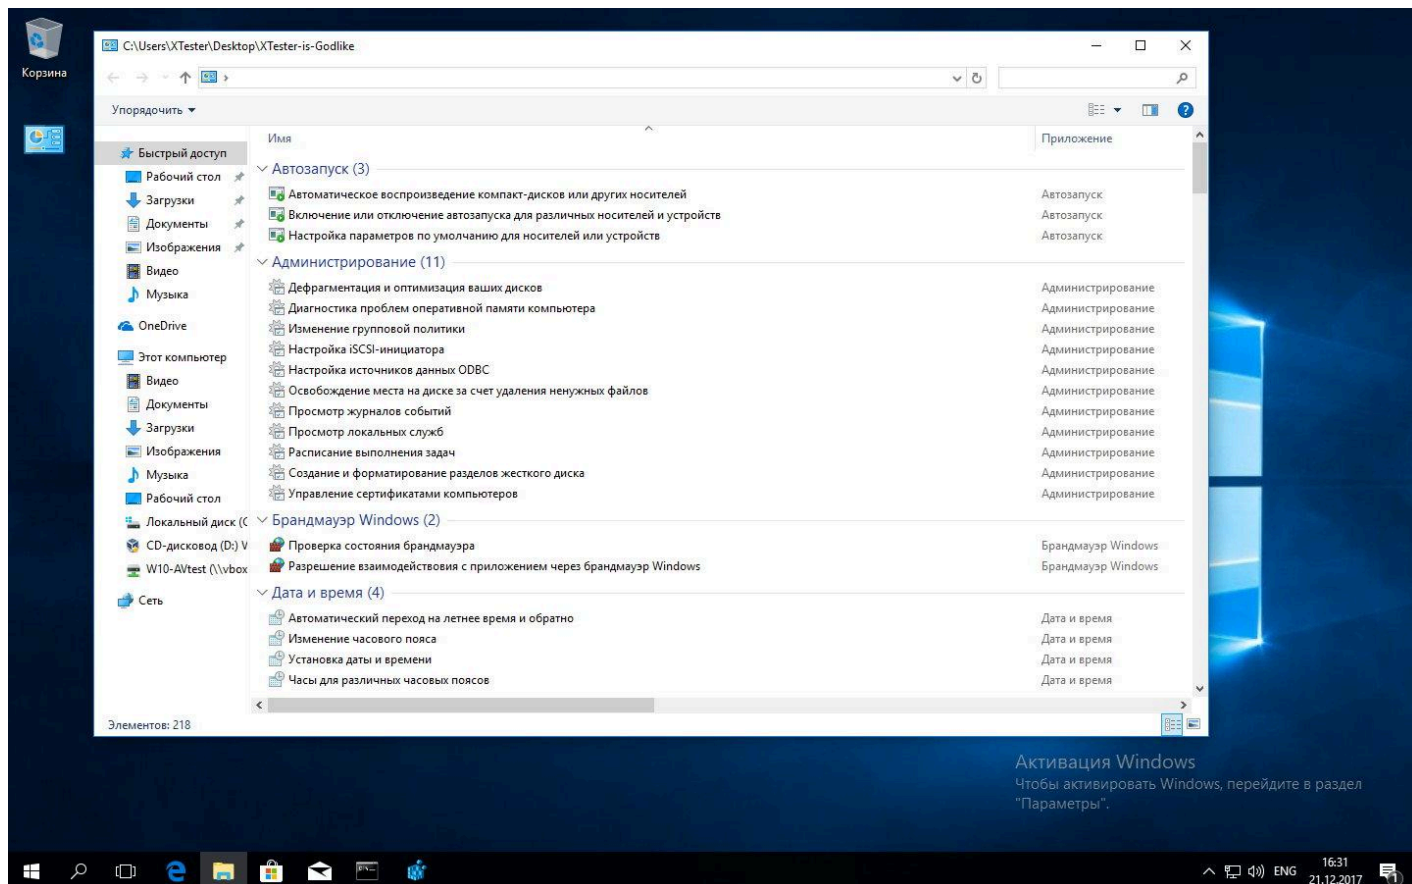 Корзина
C:\Users\XTester\Desktop\XTester-is-Godlike
Упорядочить
Имя
Приложение
Быстрый доступ
Рабочий стол
Загрузки
Документы
Изображения
Видео
Музыка
OneDrive
Этот компьютер
Видео
Документы
Загрузки
Изображения
Музыка
Рабочий стол
Локальный диск (C
CD-дисковод (D:) V
W10-AVtest (\\vbox
Сеть
Автозапуск (3)
Автоматическое воспроизведение компакт-дисков или других носителей Автозапуск
Включение или отключение автозапуска для различных носителей и устройств Автозапуск
Настройка параметров по умолчанию для носителей или устройств Автозапуск
Администрирование (11)
Дефрагментация и оптимизация ваших дисков Администрирование
Диагностика проблем оперативной памяти компьютера Администрирование
Изменение групповой политики Администрирование
Настройка iSCSI-инициатора Администрирование
Настройка источников данных ODBC Администрирование
Освобождение места на диске за счет удаления ненужных файлов Администрирование
Просмотр журналов событий Администрирование
Просмотр локальных служб Администрирование
Расписание выполнения задач Администрирование
Создание и форматирование разделов жесткого диска Администрирование
Управление сертификатами компьютеров Администрирование
Брандмауэр Windows (2)
Проверка состояния брандмауэра Брандмауэр Windows
Разрешение взаимодействовия с приложением через брандмауэр Windows Брандмауэр Windows
Дата и время (4)
Автоматический переход на летнее время и обратно Дата и время
Изменение часового пояса Дата и время
Установка даты и времени Дата и время
Часы для различных часовых поясов Дата и время
Элементов: 218
Активация Windows
Чтобы активировать Windows, перейдите в раздел
"Параметры".
ENG
16:31
21.12.2017
1